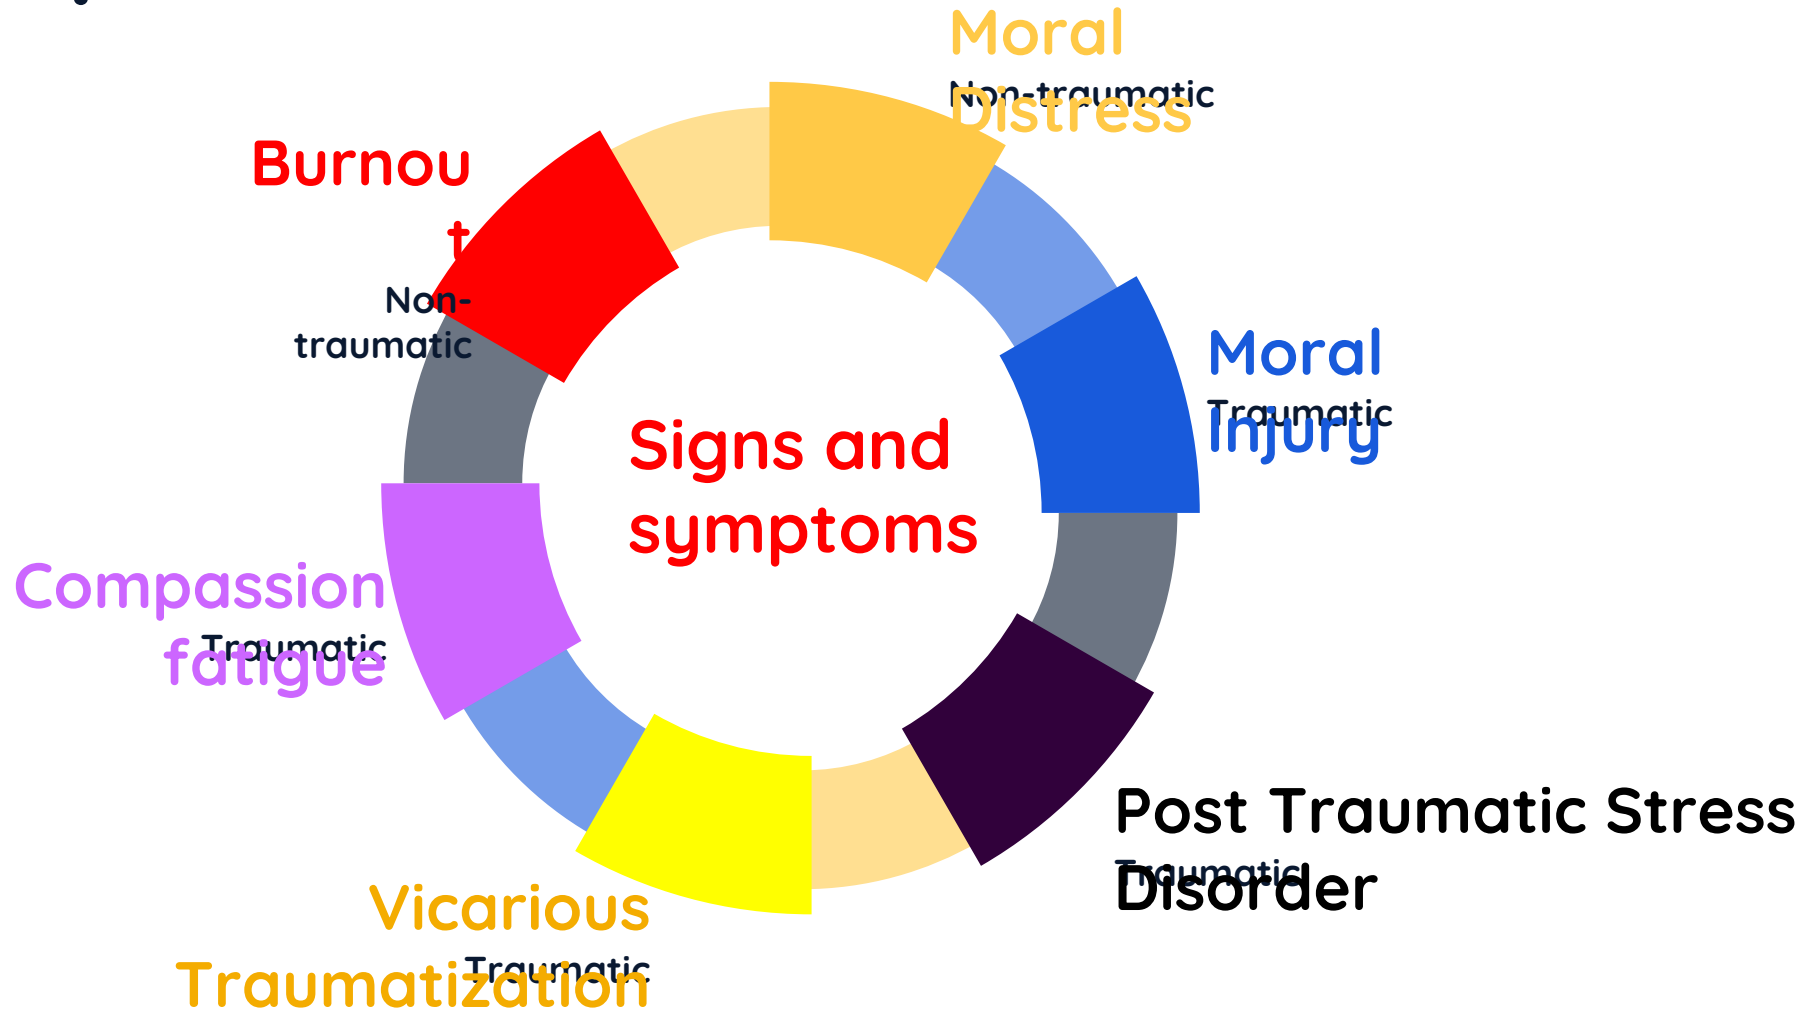 Moral
Non-traumatic
Distress
Burnou
t
Non-
traumatic
Moral
Traumatic
Injury
Signs and
symptoms
Compassion
Traumatic
fatigue
Post Traumatic Stress
Traumatic
Disorder
Vicarious
Traumatic
Traumatization